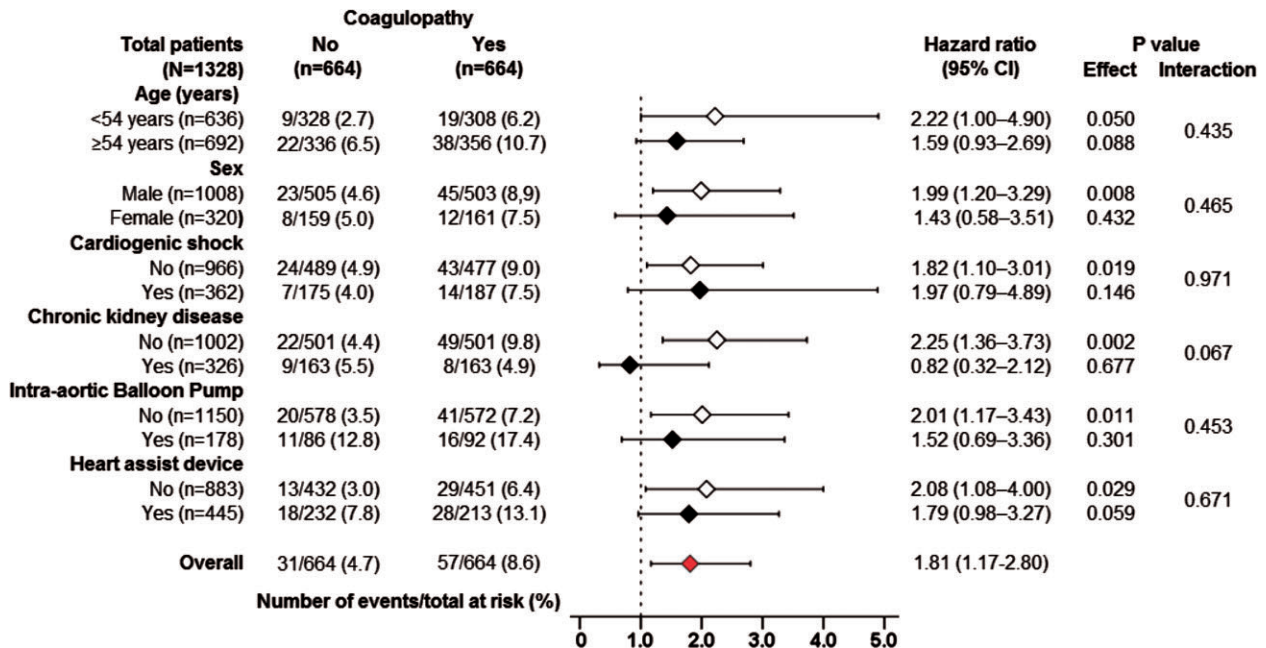 Coagulopathy
Total patients No Yes Hazard ratio P value
(N=1328) (n=664) (n=664) (95% CI) Effect Interaction
Age (years)
<54 years (n=636) 9/328 (2.7) 19/308 (6.2) 2.22 (1.00–4.90) 0.050
0.435
≥54 years (n=692) 22/336 (6.5) 38/356 (10.7) 1.59 (0.93–2.69) 0.088
Sex
Male (n=1008) 23/505 (4.6) 45/503 (8,9) 1.99 (1.20–3.29) 0.008
0.465
Female (n=320) 8/159 (5.0) 12/161 (7.5) 1.43 (0.58–3.51) 0.432
Cardiogenic shock
No (n=966) 24/489 (4.9) 43/477 (9.0) 1.82 (1.10–3.01) 0.019
0.971
Yes (n=362) 7/175 (4.0) 14/187 (7.5) 1.97 (0.79–4.89) 0.146
Chronic kidney disease
No (n=1002) 22/501 (4.4) 49/501 (9.8) 2.25 (1.36–3.73) 0.002
0.067
Yes (n=326) 9/163 (5.5) 8/163 (4.9) 0.82 (0.32–2.12) 0.677
Intra-aortic Balloon Pump
No (n=1150) 20/578 (3.5) 41/572 (7.2) 2.01 (1.17–3.43) 0.011
0.453
Yes (n=178) 11/86 (12.8) 16/92 (17.4) 1.52 (0.69–3.36) 0.301
Heart assist device
No (n=883) 13/432 (3.0) 29/451 (6.4) 2.08 (1.08–4.00) 0.029
0.671
Yes (n=445) 18/232 (7.8) 28/213 (13.1) 1.79 (0.98–3.27) 0.059
Overall 31/664 (4.7) 57/664 (8.6) 1.81 (1.17-2.80)
Number of events/total at risk (%)
0 1.0 2.0 3.0 4.0 5.0